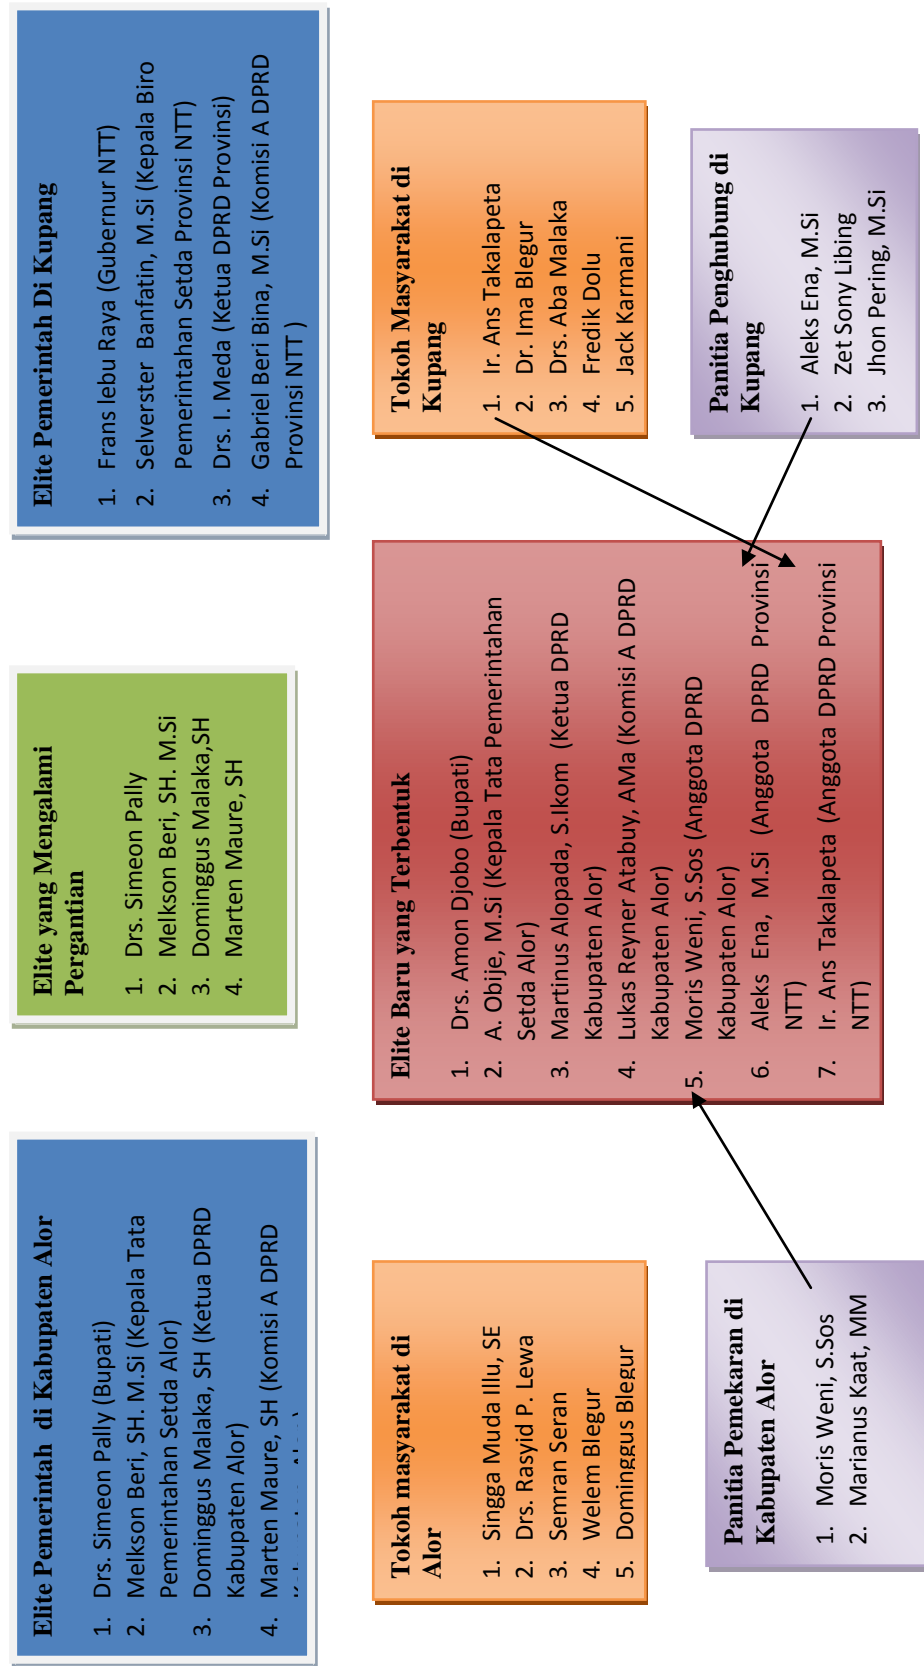 Elite Pemerintah di Kabupaten Alor
1. Drs. Simeon Pally (Bupati)
2. Melkson Beri, SH. M.Si (Kepala Tata
Pemerintahan Setda Alor)
3. Dominggus Malaka, SH (Ketua DPRD
Kabupaten Alor)
4. Marten Maure, SH (Komisi A DPRD
Elite yang Mengalami
Pergantian
1. Drs. Simeon Pally
2. Melkson Beri, SH. M.Si
3. Dominggus Malaka,SH
4. Marten Maure, SH
Elite Pemerintah Di Kupang
1. Frans lebu Raya (Gubernur NTT)
2. Selverster Banfatin, M.Si (Kepala Biro
Pemerintahan Setda Provinsi NTT)
3. Drs. I. Meda (Ketua DPRD Provinsi)
4. Gabriel Beri Bina, M.Si (Komisi A DPRD
Provinsi NTT )
Tokoh masyarakat di
Alor
1. Singga Muda Illu, SE
2. Drs. Rasyid P. Lewa
3. Semran Seran
4. Welem Blegur
5. Dominggus Blegur
Elite Baru yang Terbentuk
1. Drs. Amon Djobo (Bupati)
2. A. Obije, M.Si (Kepala Tata Pemerintahan
Setda Alor)
3. Martinus Alopada, S.Ikom (Ketua DPRD
Kabupaten Alor)
4. Lukas Reyner Atabuy, AMa (Komisi A DPRD
Kabupaten Alor)
5. Moris Weni, S.Sos (Anggota DPRD
Kabupaten Alor)
6. Aleks Ena, M.Si (Anggota DPRD Provinsi
NTT)
7. Ir. Ans Takalapeta (Anggota DPRD Provinsi
NTT)
Tokoh Masyarakat di
Kupang
1. Ir. Ans Takalapeta
2. Dr. Ima Blegur
3. Drs. Aba Malaka
4. Fredik Dolu
5. Jack Karmani
Panitia Pemekaran di
Kabupaten Alor
1. Moris Weni, S.Sos
2. Marianus Kaat, MM
Panitia Penghubung di
Kupang
1. Aleks Ena, M.Si
2. Zet Sony Libing
3. Jhon Pering, M.Si